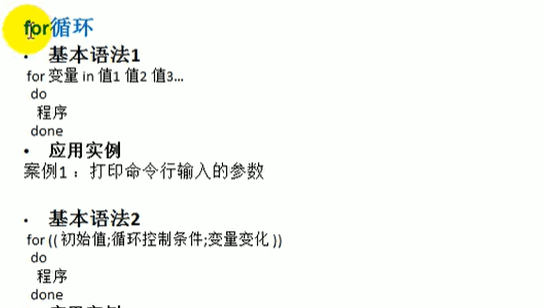 for循环
• 基本语法1
for 变量 in 值1 值2 值3…
do
程序
done
• 应用实例
案例1 ：打印命令行输入的参数
• 基本语法2
for (( 初始值;循环控制条件;变量变化 ))
do
程序
done